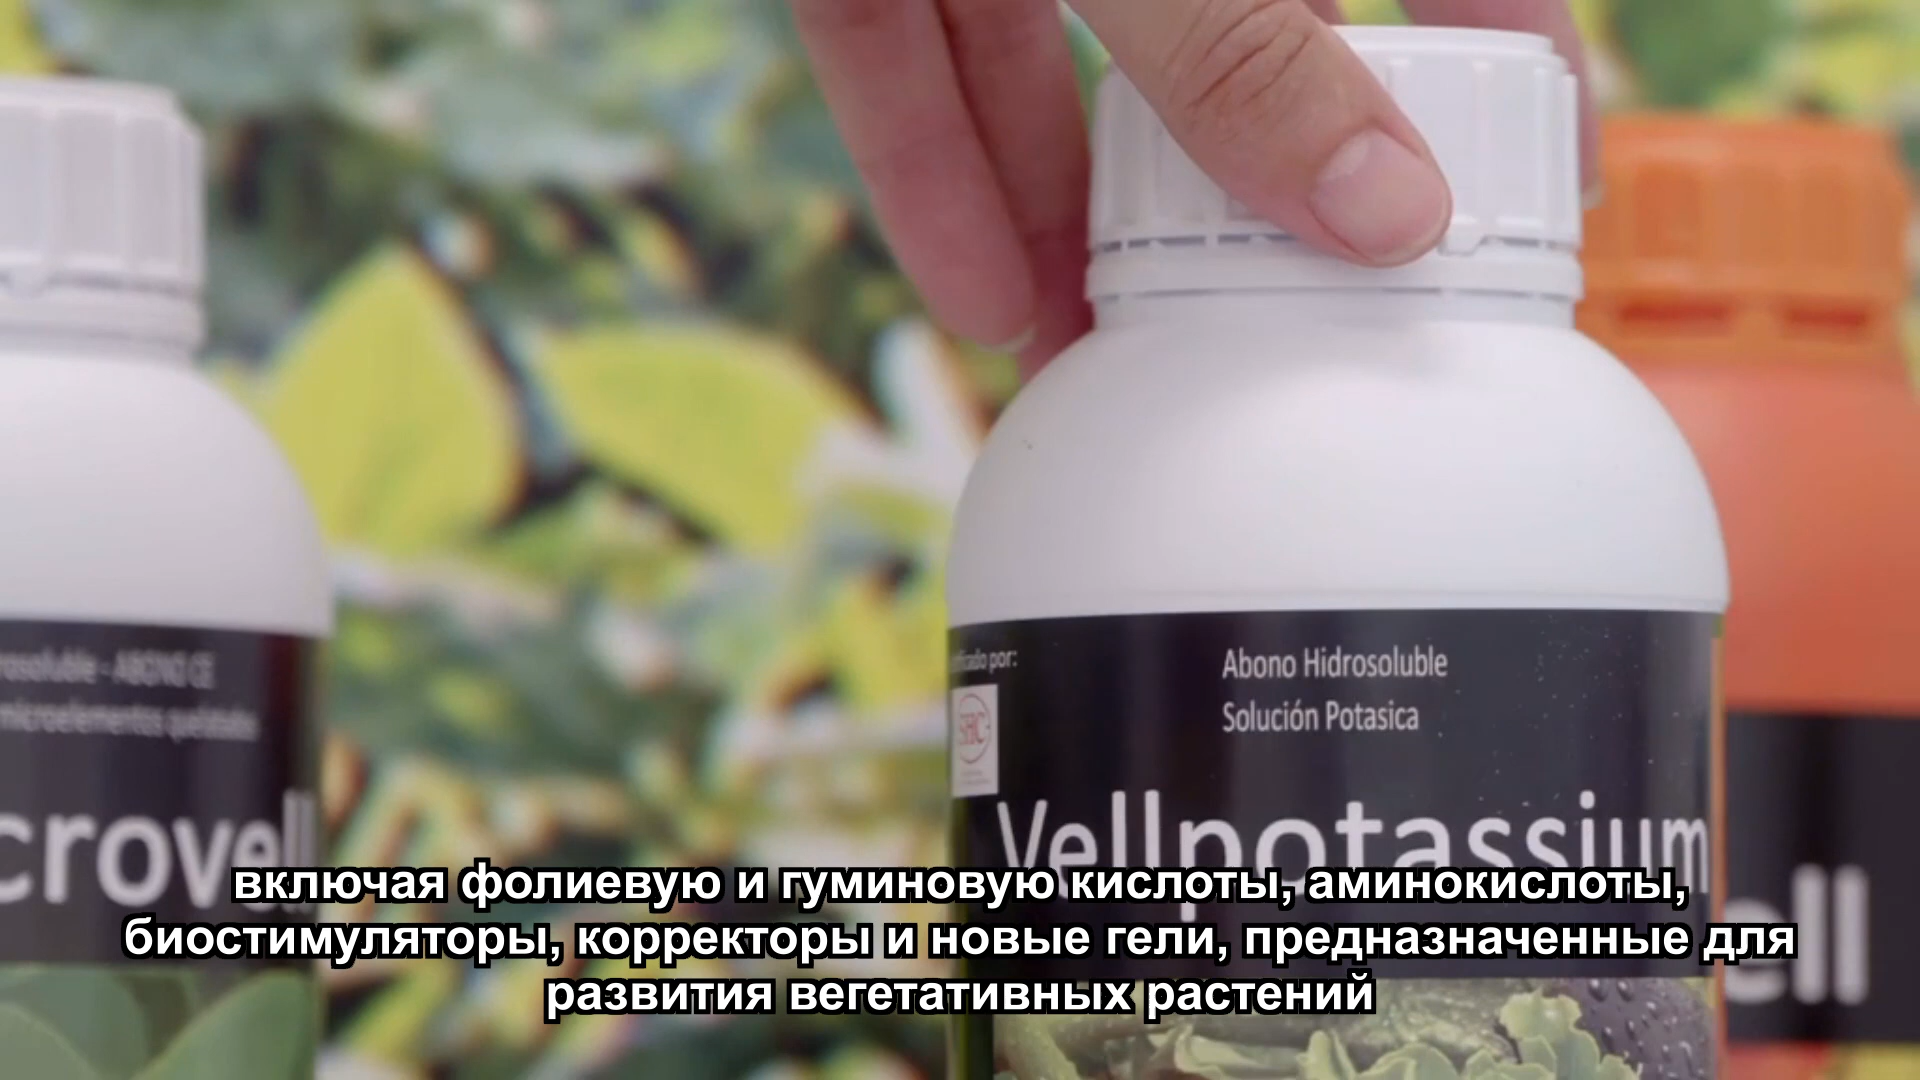 Abono Hidrosoluble
Solución Potasica
SHC
Vellpotassium
crovell
ell
включая фолиевую и гуминовую кислоты, аминокислоты,
биостимуляторы, корректоры и новые гели, предназначенные для
развития вегетативных растений